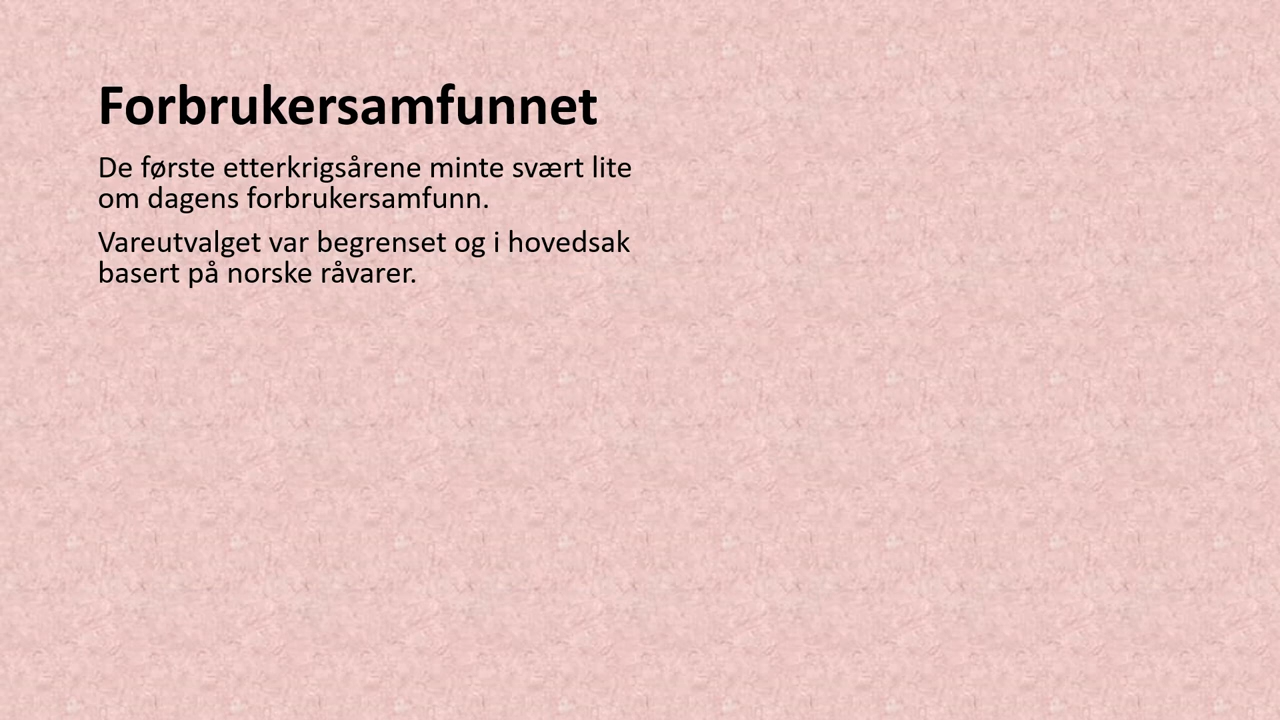 Forbrukersamfunnet
De første etterkrigsårene minte svært lite
om dagens forbrukersamfunn.
Vareutvalget var begrenset og i hovedsak
basert på norske råvarer.